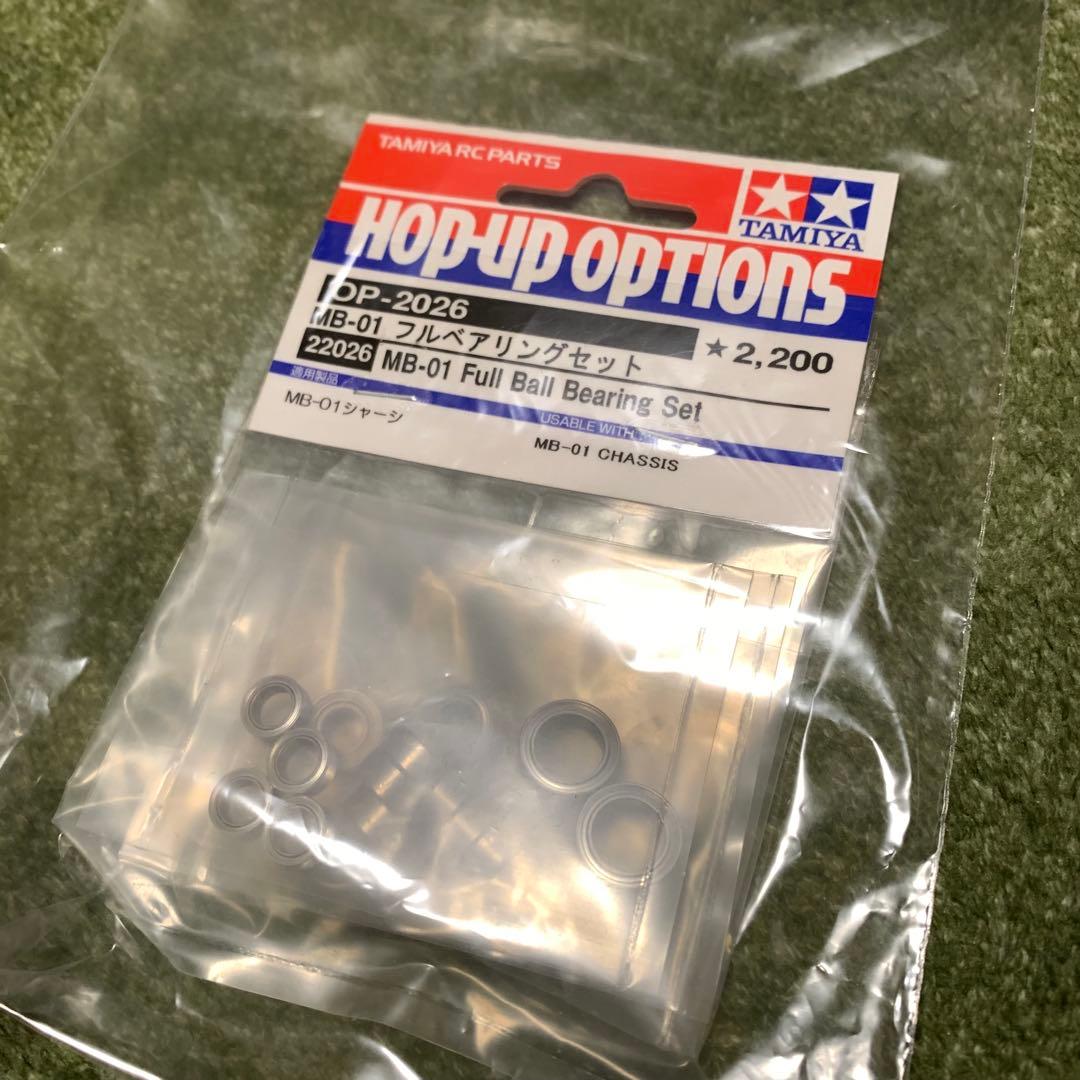 TAMIYA RC PARTS
TAMIYA
HOP-UP OPTIONS
OP-2026
MB-01 フルベアリングセット
★2,200
22026 MB-01 Full Ball Bearing Set
適用製品
USABLE WITH
MB-01シャーシ
MB-01 CHASSIS